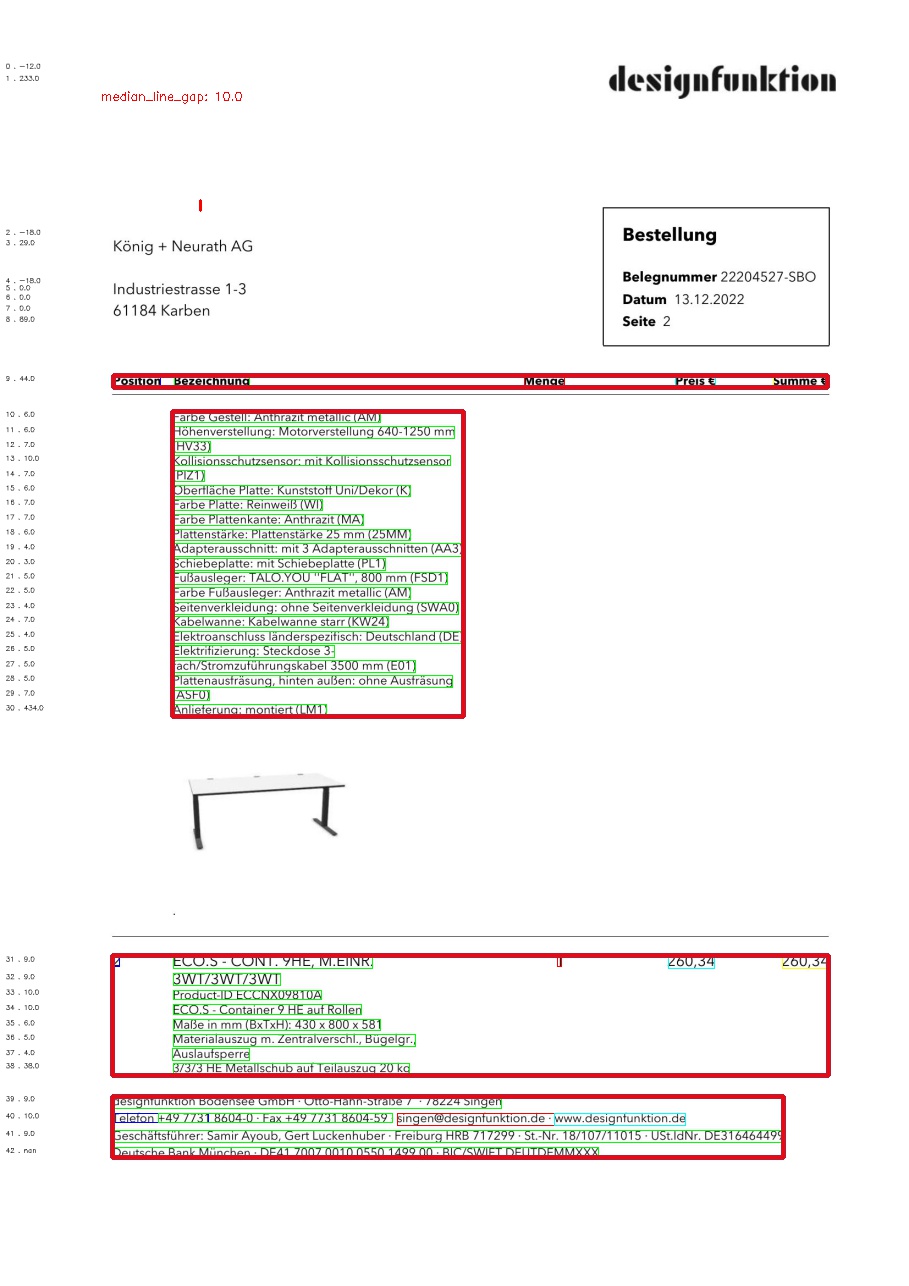 0 . -12.0
1 . 233.0
designfunktion
median_line_gap: 10.0
2 . -18.0
3 . 29.0
König + Neurath AG
Bestellung
4 . -18.0
5 . 0.0
6 . 0.0
7 . 0.0
8 . 89.0
Industriestrasse 1-3
61184 Karben
Belegnummer 22204527-SBO
Datum 13.12.2022
Seite 2
9 . 44.0 Position Bezeichnung Menge Preis € Summe €
10 . 6.0 Farbe Gestell: Anthrazit metallic (AM)
11 . 6.0 Höhenverstellung: Motorverstellung 640-1250 mm
12 . 7.0 (HV33)
13 . 10.0 Kollisionsschutzsensor: mit Kollisionsschutzsensor
14 . 7.0 (PIZ1)
15 . 6.0 Oberfläche Platte: Kunststoff Uni/Dekor (K)
16 . 7.0 Farbe Platte: Reinweiß (WI)
17 . 7.0 Farbe Plattenkante: Anthrazit (MA)
18 . 6.0 Plattenstärke: Plattenstärke 25 mm (25MM)
19 . 4.0 Adapterausschnitt: mit 3 Adapterausschnitten (AA3)
20 . 3.0 Schiebeplatte: mit Schiebeplatte (PL1)
21 . 5.0 Fußausleger: TALO.YOU "FLAT", 800 mm (FSD1)
22 . 5.0 Farbe Fußausleger: Anthrazit metallic (AM)
23 . 4.0 Seitenverkleidung: ohne Seitenverkleidung (SWA0)
24 . 7.0 Kabelwanne: Kabelwanne starr (KW24)
25 . 4.0 Elektroanschluss länderspezifisch: Deutschland (DE)
26 . 5.0 Elektrifizierung: Steckdose 3-
27 . 5.0 fach/Stromzuführungskabel 3500 mm (E01)
28 . 5.0 Plattenausfräsung, hinten außen: ohne Ausfräsung
29 . 7.0 (ASF0)
30 . 434.0 Anlieferung: montiert (LM1)
.
31 . 9.0 2 ECO.S - CONT. 9HE, M.EINR. 1 260,34 260,34
32 . 9.0 3WT/3WT/3WT
33 . 10.0 Product-ID ECCNX09810A
34 . 10.0 ECO.S - Container 9 HE auf Rollen
35 . 6.0 Maße in mm (BxTxH): 430 x 800 x 581
36 . 5.0 Materialauszug m. Zentralverschl., Bügelgr.,
37 . 4.0 Auslaufsperre
38 . 38.0 3/3/3 HE Metallschub auf Teilauszug 20 kg
39 . 9.0 designfunktion Bodensee GmbH · Otto-Hahn-Straße 7 · 78224 Singen
40 . 10.0 Telefon +49 7731 8604-0 · Fax +49 7731 8604-59 singen@designfunktion.de · www.designfunktion.de
41 . 9.0 Geschäftsführer: Samir Ayoub, Gert Luckenhuber · Freiburg HRB 717299 · St.-Nr. 18/107/11015 · USt.IdNr. DE316464499
42 . nan Deutsche Bank München · DE41 7007 0010 0550 1499 00 · BIC/SWIFT DEUTDEMMXXX